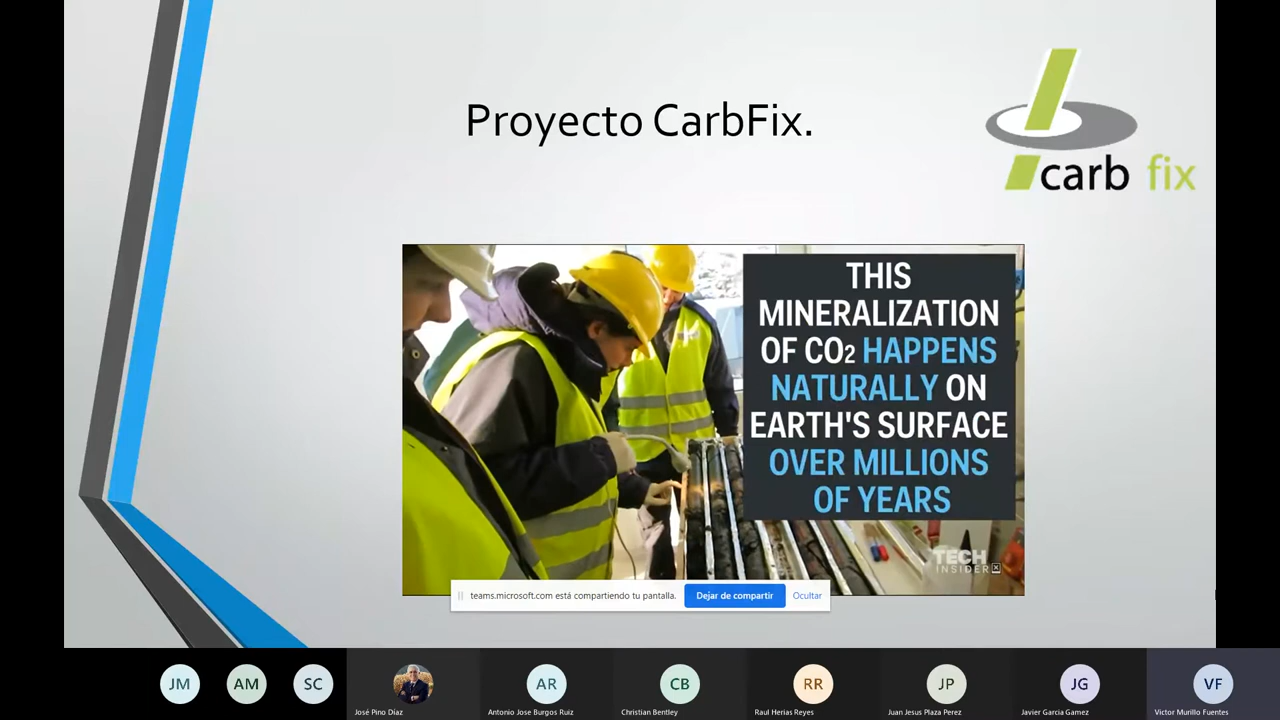 Proyecto CarbFix.
carb fix
THIS
MINERALIZATION
OF CO2 HAPPENS
NATURALLY ON
EARTH'S SURFACE
OVER MILLIONS
OF YEARS
TECH
INSIDER
teams.microsoft.com está compartiendo tu pantalla.
Dejar de compartir
Ocultar
JM
AM
SC
AR
CB
RR
JP
JG
VF
José Pino Díaz
Antonio Jose Burgos Ruiz
Christian Bentley
Raul Herias Reyes
Juan Jesus Plaza Perez
Javier Garcia Gamez
Victor Murillo Fuentes